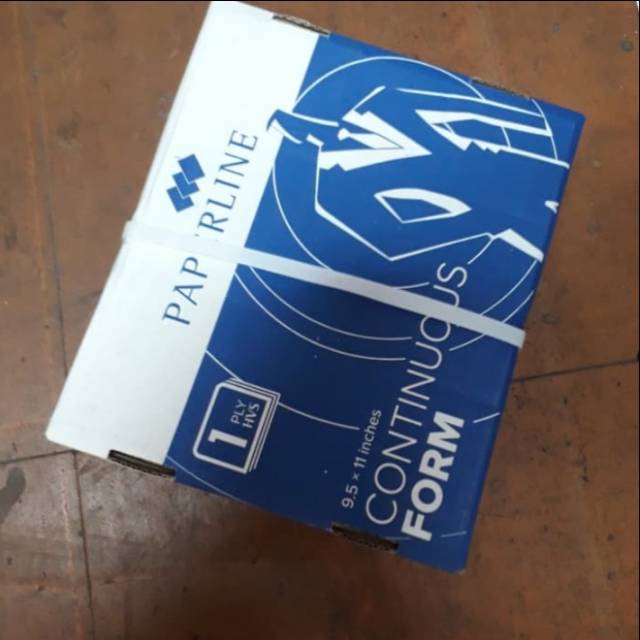 PAPERLINE
1
PLY
HVS
9.5 x 11 inches
CONTINUOUS
FORM